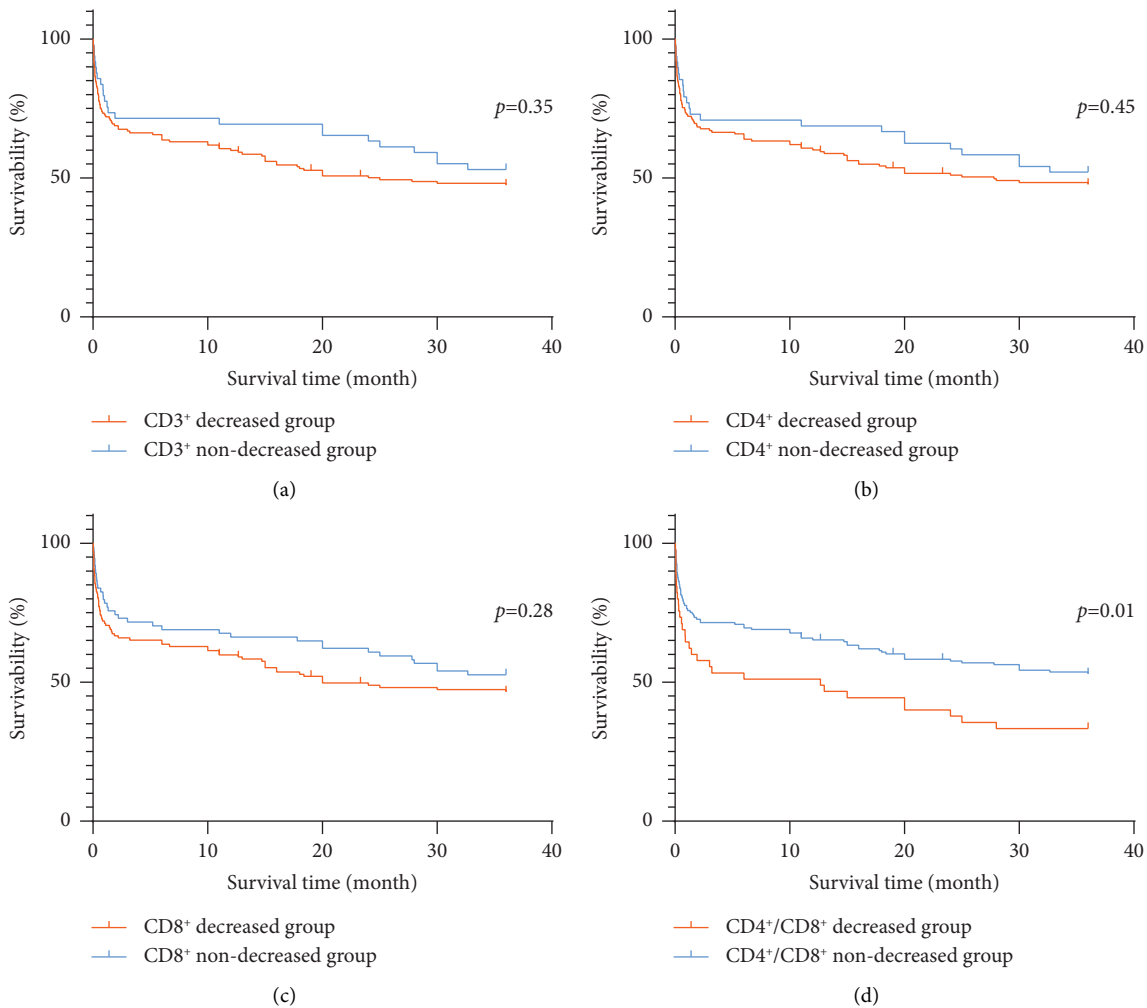 100
50
0
Survivability (%)
p=0.35
0 10 20 30 40
Survival time (month)
CD3⁺ decreased group
CD3⁺ non-decreased group
(a)
100
50
0
Survivability (%)
p=0.45
0 10 20 30 40
Survival time (month)
CD4⁺ decreased group
CD4⁺ non-decreased group
(b)
100
50
0
Survivability (%)
p=0.28
0 10 20 30 40
Survival time (month)
CD8⁺ decreased group
CD8⁺ non-decreased group
(c)
100
50
0
Survivability (%)
p=0.01
0 10 20 30 40
Survival time (month)
CD4⁺/CD8⁺ decreased group
CD4⁺/CD8⁺ non-decreased group
(d)